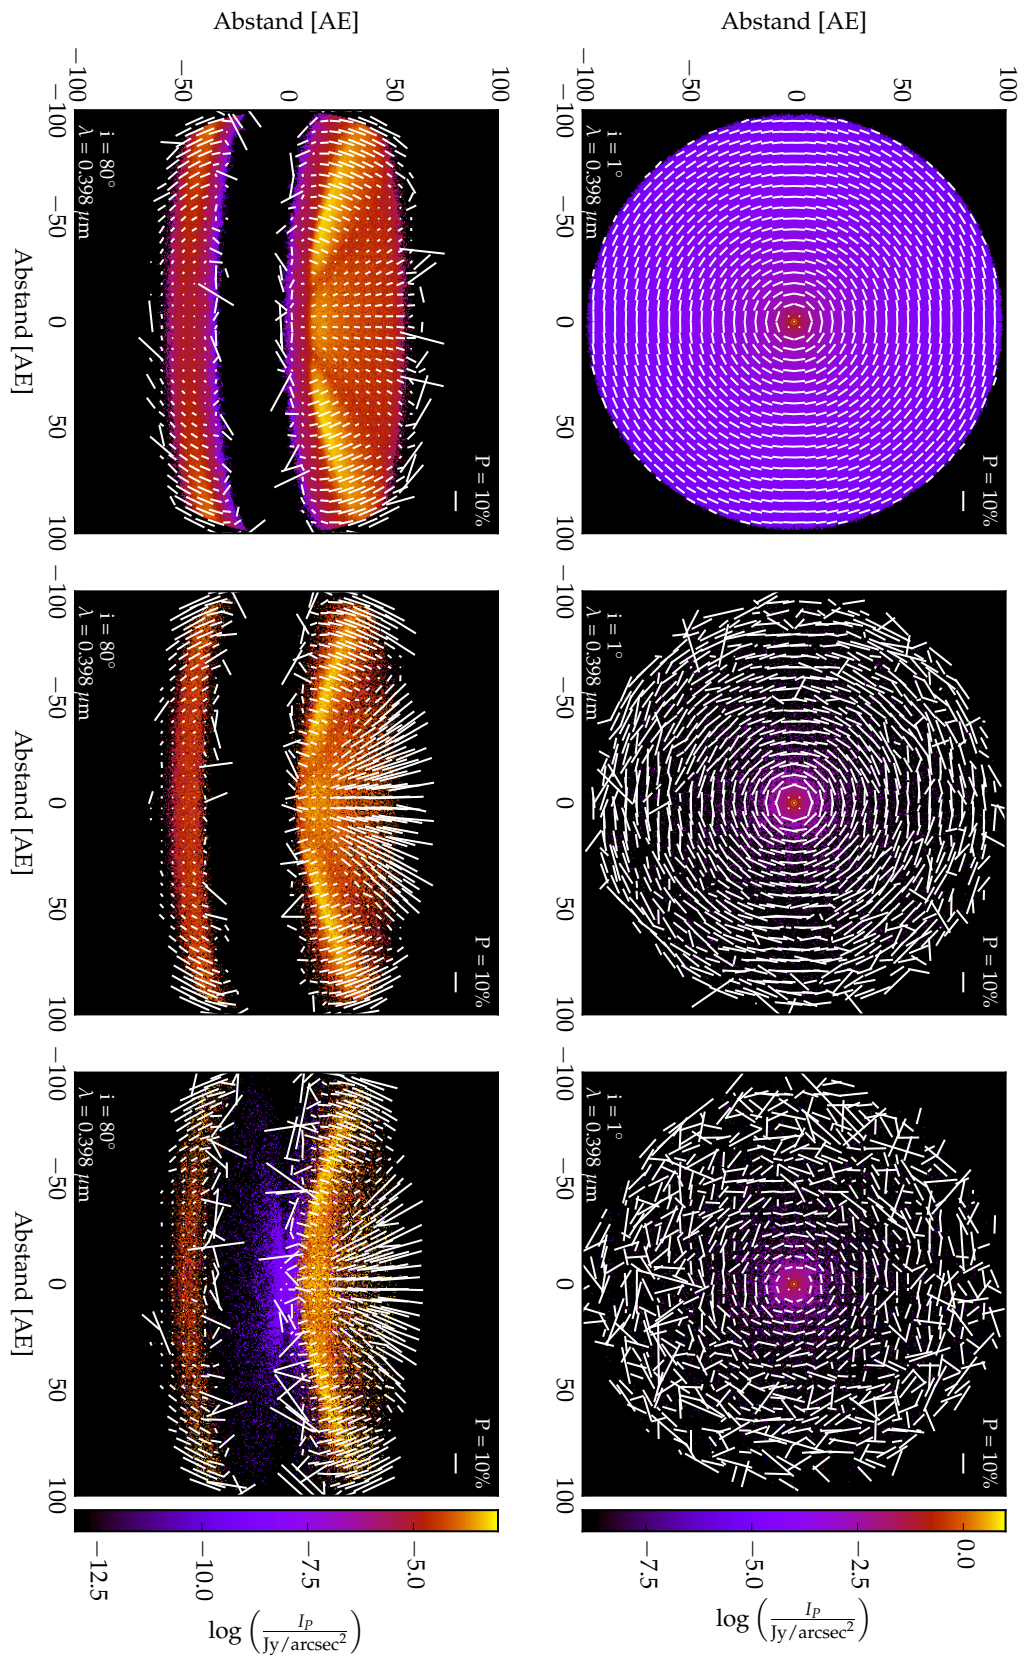 Abstand [AE]
100
50
0
−50
−100
i = 1°
λ = 0.398 μm
P = 10%
i = 1°
λ = 0.398 μm
P = 10%
i = 1°
λ = 0.398 μm
P = 10%
0.0
−2.5
−5.0
−7.5
log (I_P / Jy/arcsec²)
Abstand [AE]
100
50
0
−50
−100
i = 80°
λ = 0.398 μm
P = 10%
i = 80°
λ = 0.398 μm
P = 10%
i = 80°
λ = 0.398 μm
P = 10%
−5.0
−7.5
−10.0
−12.5
log (I_P / Jy/arcsec²)
−100 −50 0 50 100
−100 −50 0 50 100
−100 −50 0 50 100
Abstand [AE]
Abstand [AE]
Abstand [AE]